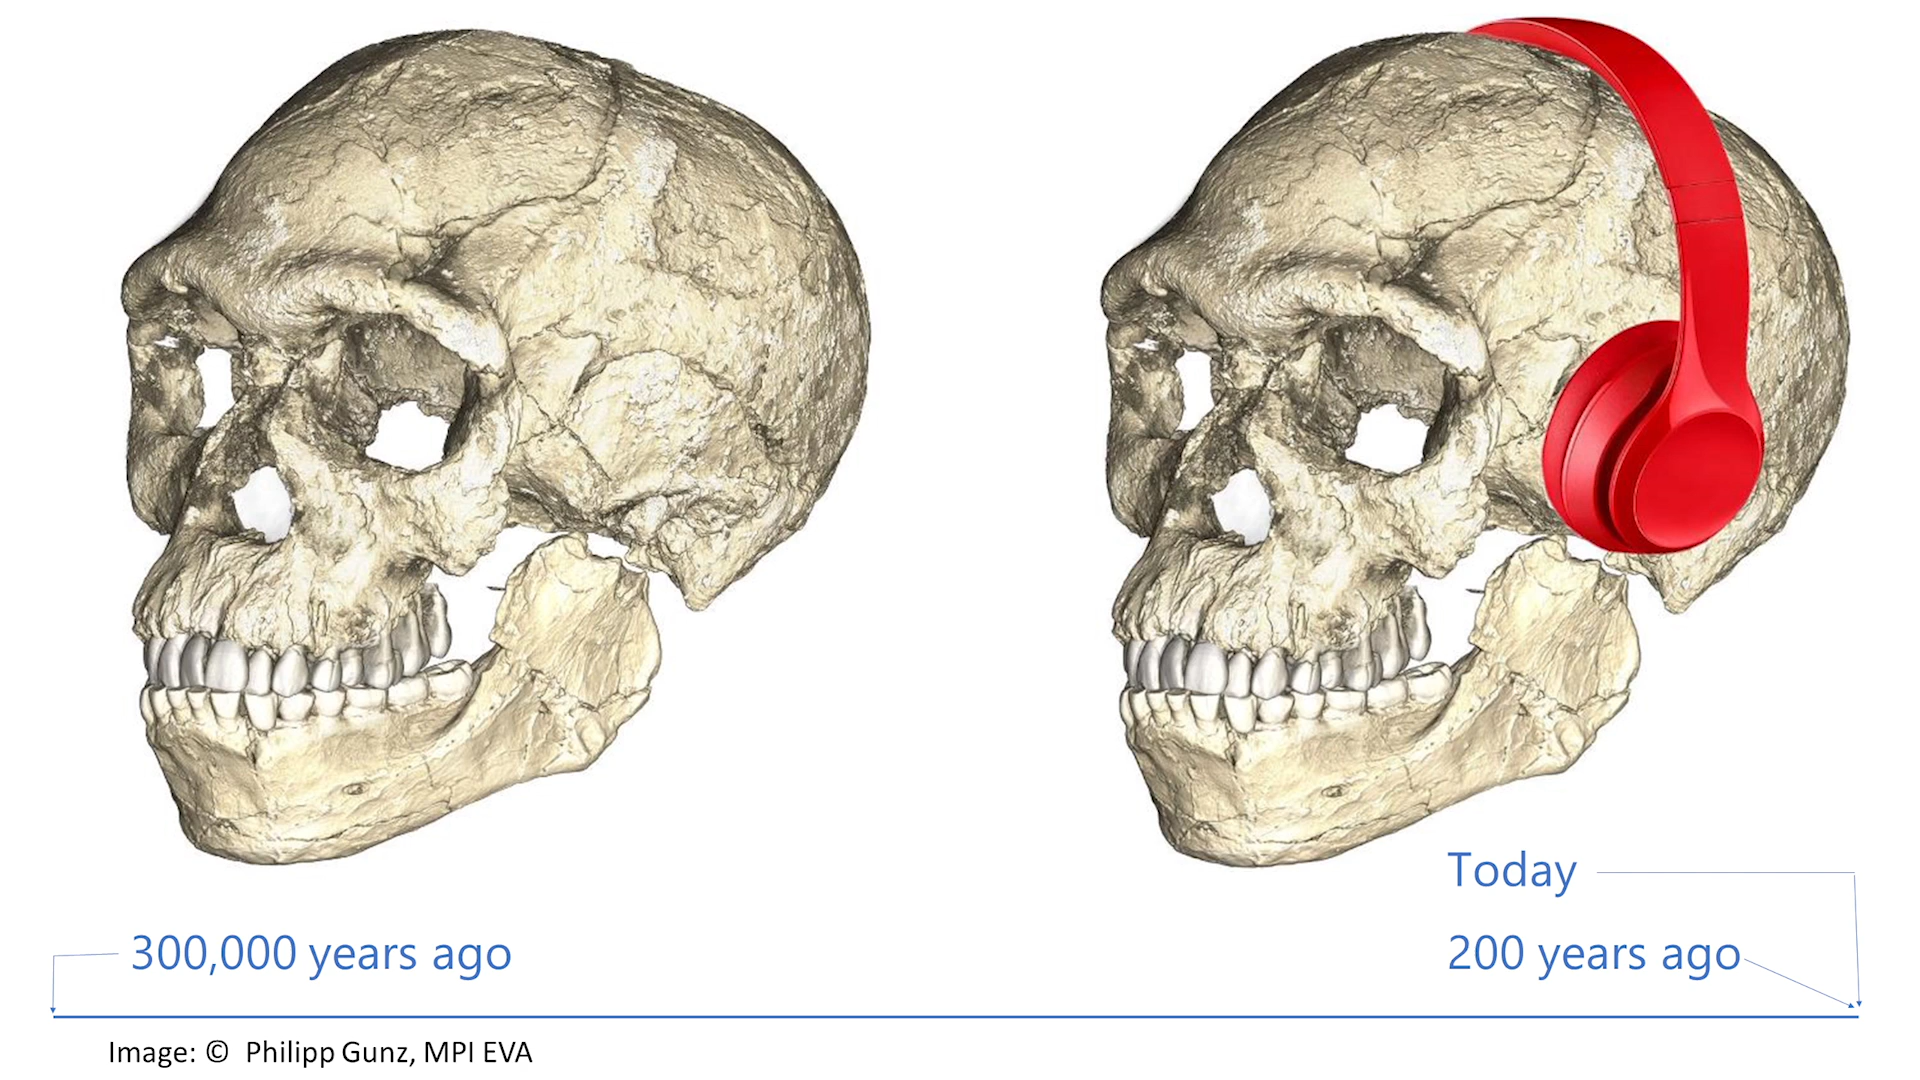 Today
300,000 years ago
200 years ago
Image: © Philipp Gunz, MPI EVA